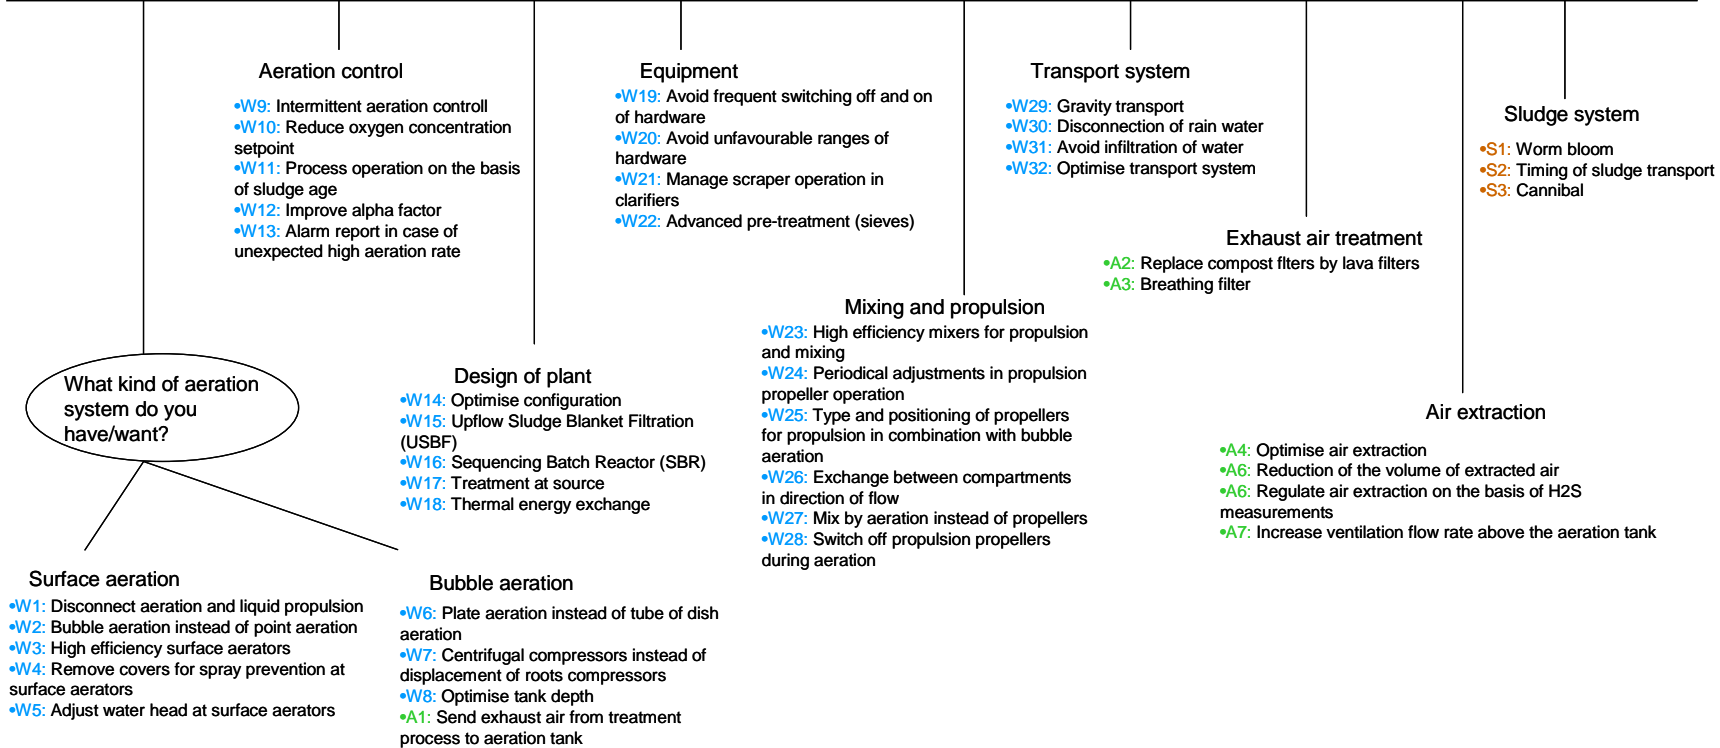 Aeration control
•W9: Intermittent aeration controll
•W10: Reduce oxygen concentration
setpoint
•W11: Process operation on the basis
of sludge age
•W12: Improve alpha factor
•W13: Alarm report in case of
unexpected high aeration rate
Equipment
•W19: Avoid frequent switching off and on
of hardware
•W20: Avoid unfavourable ranges of
hardware
•W21: Manage scraper operation in
clarifiers
•W22: Advanced pre-treatment (sieves)
Transport system
•W29: Gravity transport
•W30: Disconnection of rain water
•W31: Avoid infiltration of water
•W32: Optimise transport system
Sludge system
•S1: Worm bloom
•S2: Timing of sludge transport
•S3: Cannibal
Exhaust air treatment
•A2: Replace compost flters by lava filters
•A3: Breathing filter
Mixing and propulsion
•W23: High efficiency mixers for propulsion
and mixing
•W24: Periodical adjustments in propulsion
propeller operation
•W25: Type and positioning of propellers
for propulsion in combination with bubble
aeration
•W26: Exchange between compartments
in direction of flow
•W27: Mix by aeration instead of propellers
•W28: Switch off propulsion propellers
during aeration
What kind of aeration
system do you
have/want?
Design of plant
•W14: Optimise configuration
•W15: Upflow Sludge Blanket Filtration
(USBF)
•W16: Sequencing Batch Reactor (SBR)
•W17: Treatment at source
•W18: Thermal energy exchange
Air extraction
•A4: Optimise air extraction
•A6: Reduction of the volume of extracted air
•A6: Regulate air extraction on the basis of H2S
measurements
•A7: Increase ventilation flow rate above the aeration tank
Surface aeration
•W1: Disconnect aeration and liquid propulsion
•W2: Bubble aeration instead of point aeration
•W3: High efficiency surface aerators
•W4: Remove covers for spray prevention at
surface aerators
•W5: Adjust water head at surface aerators
Bubble aeration
•W6: Plate aeration instead of tube of dish
aeration
•W7: Centrifugal compressors instead of
displacement of roots compressors
•W8: Optimise tank depth
•A1: Send exhaust air from treatment
process to aeration tank